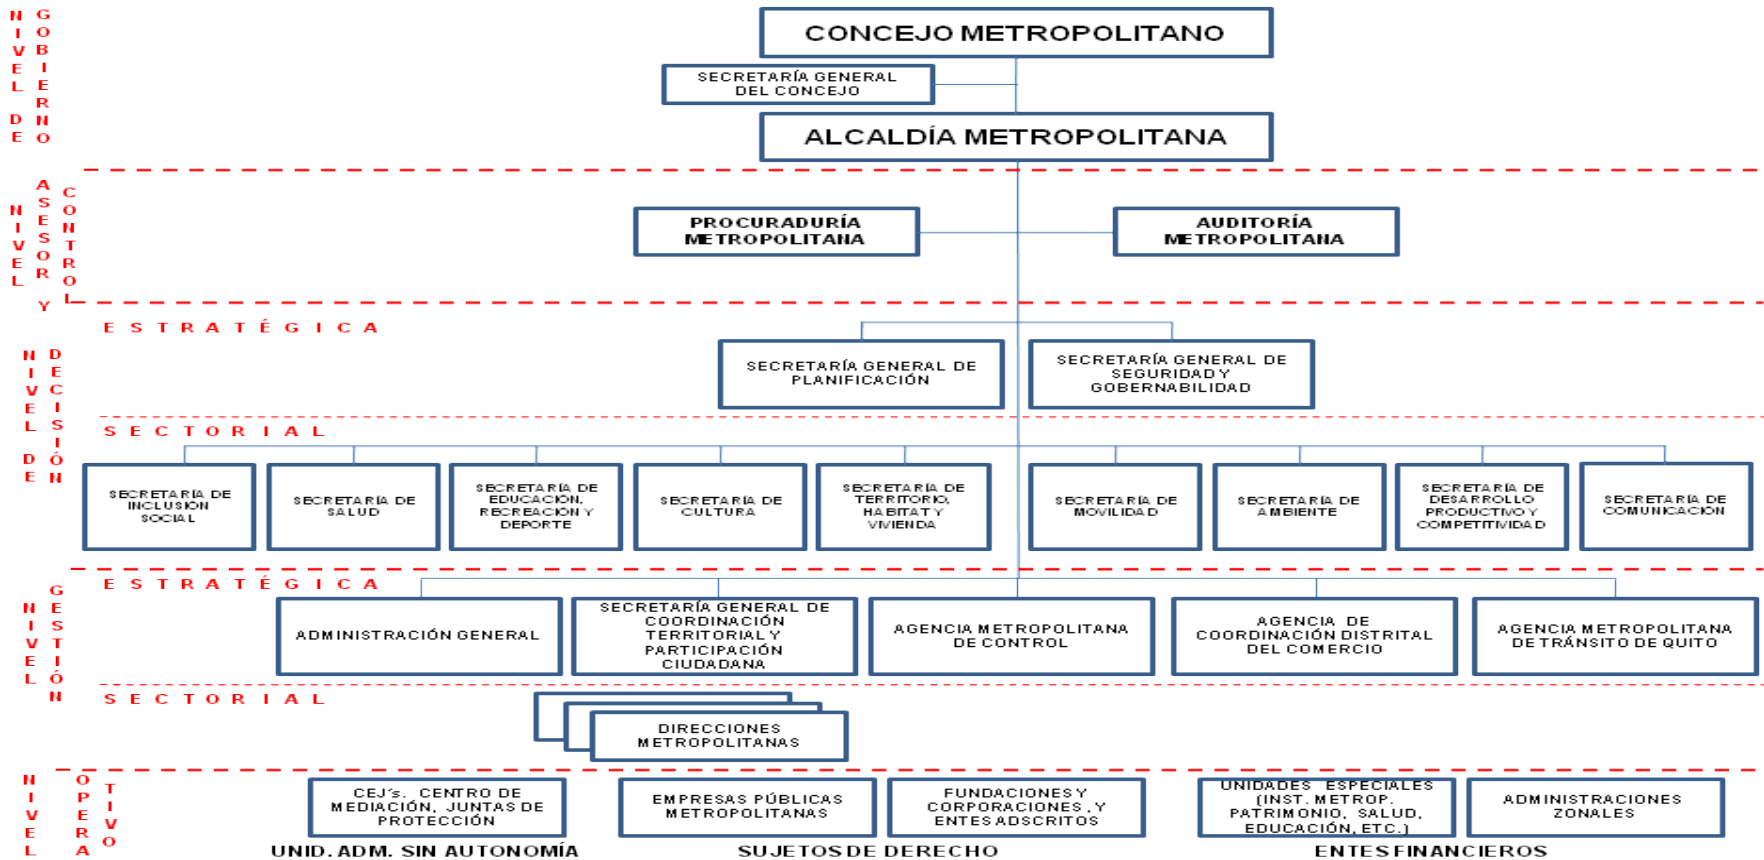 NIVEL DE
GOBIERNO
CONCEJO METROPOLITANO
SECRETARÍA GENERAL
DEL CONCEJO
ALCALDÍA METROPOLITANA
NIVEL
ASESOR Y
CONTROL
PROCURADURÍA
METROPOLITANA
AUDITORÍA
METROPOLITANA
NIVEL DE
DECISIÓN
ESTRATÉGICA
SECRETARÍA GENERAL DE
PLANIFICACIÓN
SECRETARÍA GENERAL DE
SEGURIDAD Y
GOBERNABILIDAD
SECTORIAL
SECRETARÍA DE
INCLUSIÓN
SOCIAL
SECRETARÍA DE
SALUD
SECRETARÍA DE
EDUCACIÓN,
RECREACIÓN Y
DEPORTE
SECRETARÍA DE
CULTURA
SECRETARÍA DE
TERRITORIO,
HABITAT Y
VIVIENDA
SECRETARÍA DE
MOVILIDAD
SECRETARÍA DE
AMBIENTE
SECRETARÍA DE
DESARROLLO
PRODUCTIVO Y
COMPETITIVIDAD
SECRETARÍA DE
COMUNICACIÓN
NIVEL
GESTIÓN
ESTRATÉGICA
ADMINISTRACIÓN GENERAL
SECRETARÍA GENERAL DE
COORDINACIÓN
TERRITORIAL Y
PARTICIPACIÓN
CIUDADANA
AGENCIA METROPOLITANA
DE CONTROL
AGENCIA DE
COORDINACIÓN DISTRITAL
DEL COMERCIO
AGENCIA METROPOLITANA
DE TRÁNSITO DE QUITO
SECTORIAL
DIRECCIONES
METROPOLITANAS
NIVEL
OPERA
TIVO
CEJ's. CENTRO DE
MEDIACIÓN, JUNTAS DE
PROTECCIÓN
EMPRESAS PÚBLICAS
METROPOLITANAS
FUNDACIONES Y
CORPORACIONES, Y
ENTES ADSCRITOS
UNIDADES ESPECIALES
(INST. METROP.
PATRIMONIO, SALUD,
EDUCACIÓN, ETC.)
ADMINISTRACIONES
ZONALES
UNID. ADM. SIN AUTONOMÍA
SUJETOS DE DERECHO
ENTES FINANCIEROS